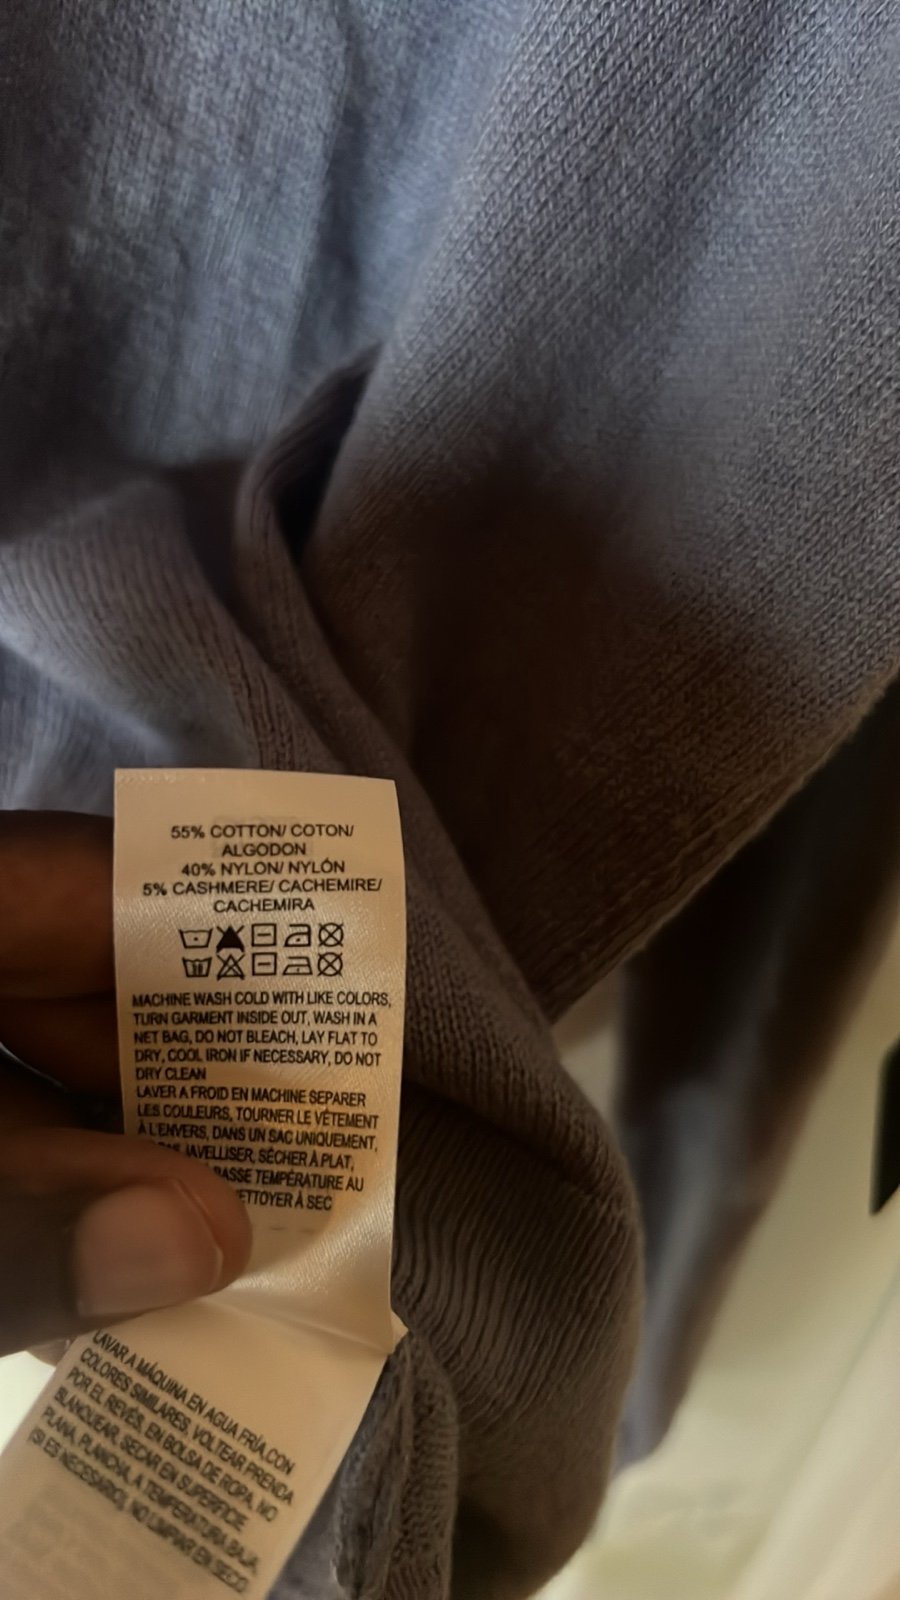 55% COTTON/ COTON/
ALGODON
40% NYLON/ NYLÓN
5% CASHMERE/ CACHEMIRE/
CACHEMIRA
MACHINE WASH COLD WITH LIKE COLORS,
TURN GARMENT INSIDE OUT, WASH IN A
NET BAG, DO NOT BLEACH, LAY FLAT TO
DRY, COOL IRON IF NECESSARY, DO NOT
DRY CLEAN
LAVER A FROID EN MACHINE SEPARER
LES COULEURS, TOURNER LE VÊTEMENT
À L'ENVERS, DANS UN SAC UNIQUEMENT,
JAVELLISER, SÉCHER À PLAT,
BASSE TEMPÉRATURE AU
NETTOYER À SEC
LAVAR A MÁQUINA EN AGUA FRÍA.CON
COLORES SIMILARES, VOLTEAR PRENDA
POR EL REVÉS, EN BOLSA DE ROPA, NO
BLANQUEAR, SECAR EN SUPERFICIE
PLANA, PLANCHA, A TEMPERATURA BAJA,
(SI ES NECESARIO), NO LIMPIAR EN SECO